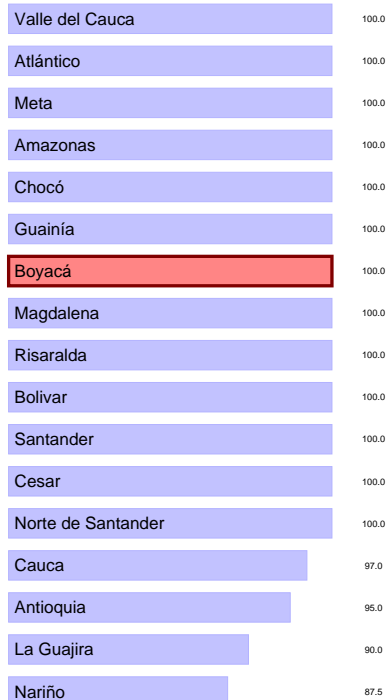 Valle del Cauca 100.0
Atlántico 100.0
Meta 100.0
Amazonas 100.0
Chocó 100.0
Guainía 100.0
Boyacá 100.0
Magdalena 100.0
Risaralda 100.0
Bolivar 100.0
Santander 100.0
Cesar 100.0
Norte de Santander 100.0
Cauca 97.0
Antioquia 95.0
La Guajira 90.0
Nariño 87.5